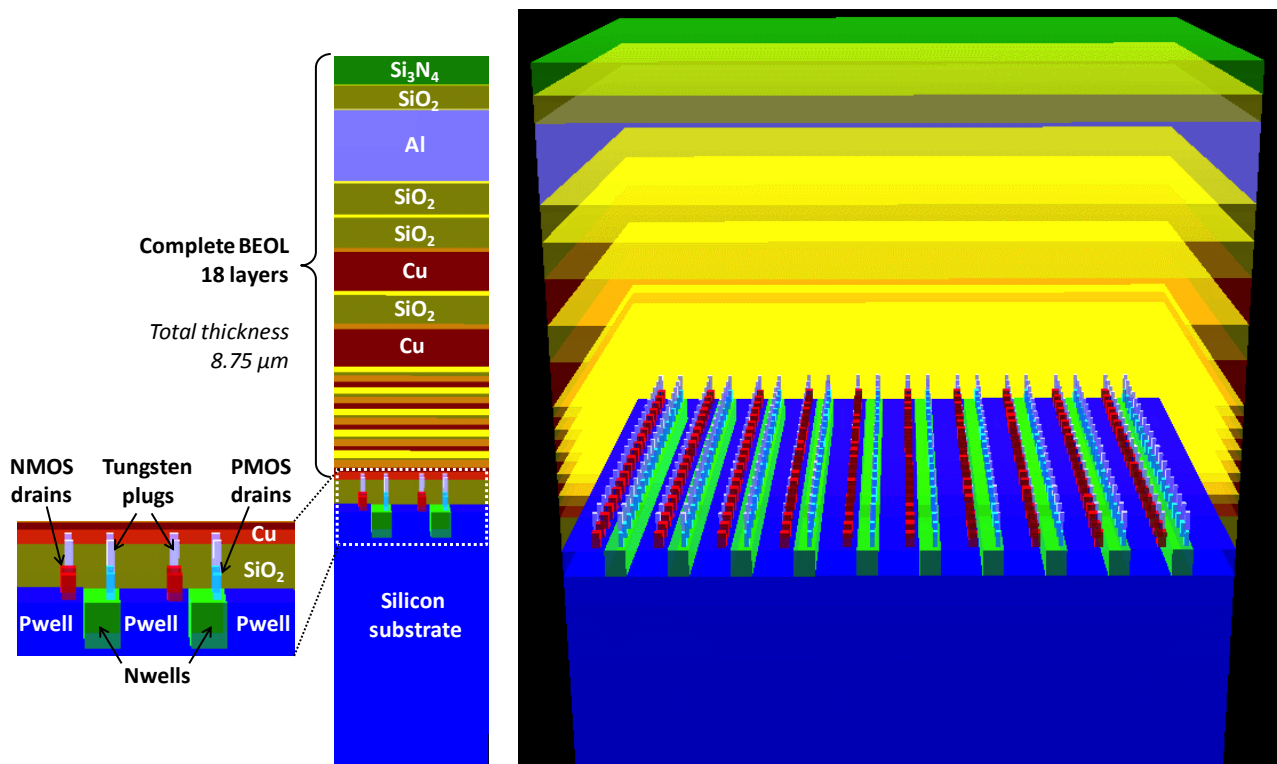 Si₃N₄
SiO₂
Al
SiO₂
SiO₂
Cu
SiO₂
Cu
Complete BEOL
18 layers
Total thickness
8.75 µm
NMOS
drains
Tungsten
plugs
PMOS
drains
Cu
SiO₂
Pwell
Pwell
Pwell
Nwells
Silicon
substrate